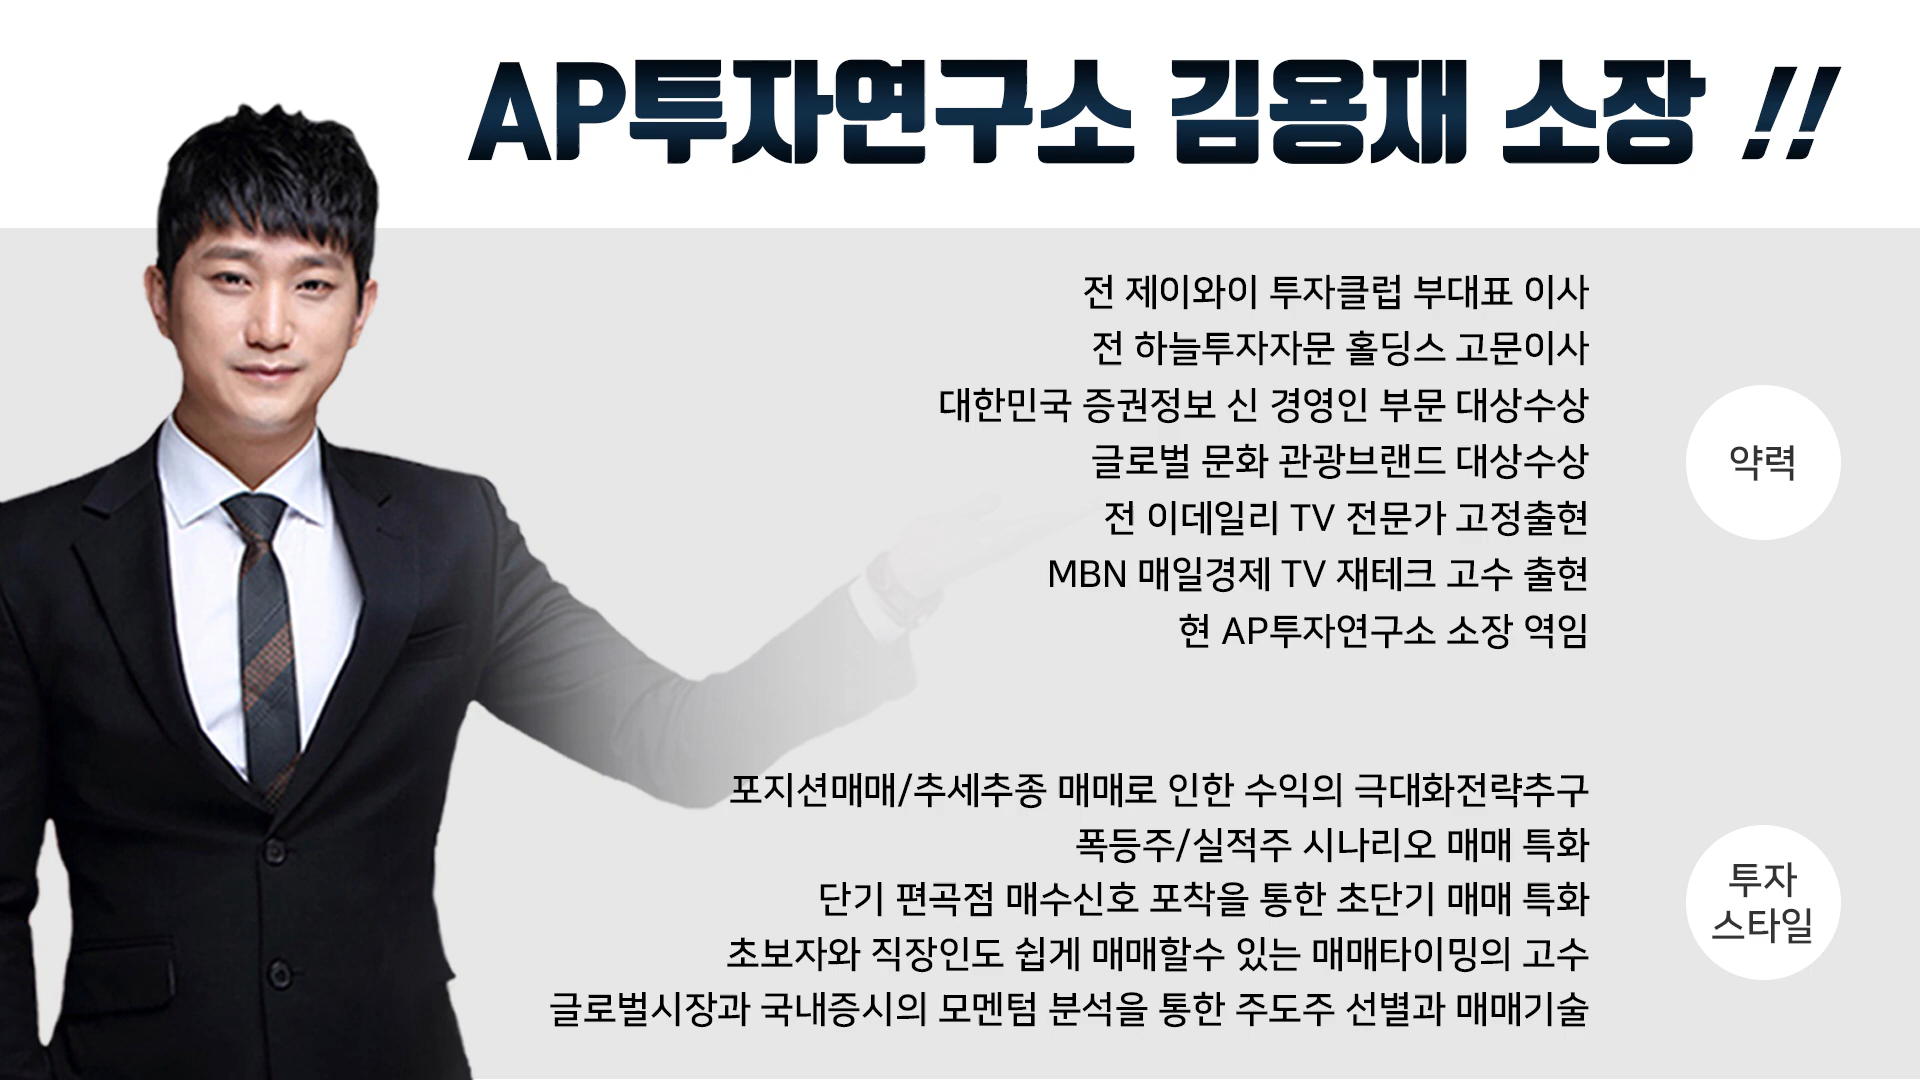 AP투자연구소 김용재 소장 !!
전 제이와이 투자클럽 부대표 이사
전 하늘투자자문 홀딩스 고문이사
대한민국 증권정보 신 경영인 부문 대상수상
글로벌 문화 관광브랜드 대상수상
전 이데일리 TV 전문가 고정출현
MBN 매일경제 TV 재테크 고수 출현
현 AP투자연구소 소장 역임
약력
포지션매매/추세추종 매매로 인한 수익의 극대화전략추구
폭등주/실적주 시나리오 매매 특화
단기 편곡점 매수신호 포착을 통한 초단기 매매 특화
초보자와 직장인도 쉽게 매매할수 있는 매매타이밍의 고수
글로벌시장과 국내증시의 모멘텀 분석을 통한 주도주 선별과 매매기술
투자
스타일